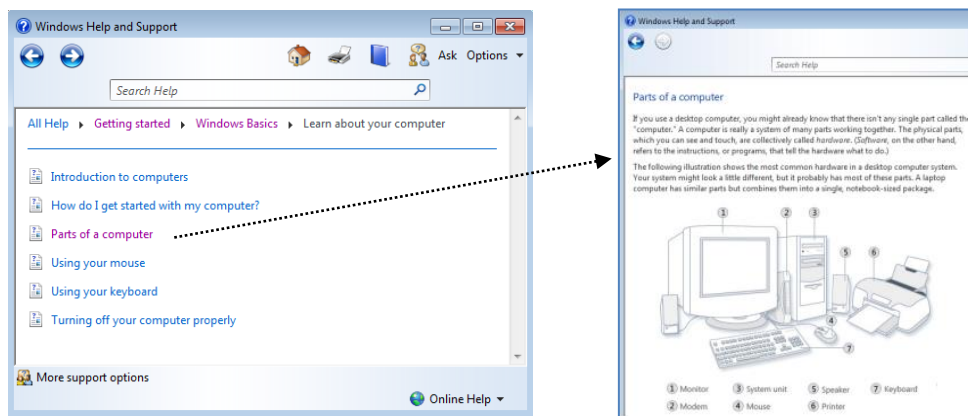 Windows Help and Support
Ask Options
Search Help
All Help Getting started Windows Basics Learn about your computer
Introduction to computers
How do I get started with my computer?
Parts of a computer
Using your mouse
Using your keyboard
Turning off your computer properly
More support options
Online Help
Windows Help and Support
Search Help
Parts of a computer
If you use a desktop computer, you might already know that there isn't any single part called the
"computer." A computer is really a system of many parts working together. The physical parts,
which you can see and touch, are collectively called hardware. (Software, on the other hand,
refers to the instructions, or programs, that tell the hardware what to do.)
The following illustration shows the most common hardware in a desktop computer system.
Your system might look a little different, but it probably has most of these parts. A laptop
computer has similar parts but combines them into a single, notebook-sized package.
1 2 3
5 6
4
7
1 Monitor 3 System unit 5 Speaker 7 Keyboard
2 Modem 4 Mouse 6 Printer